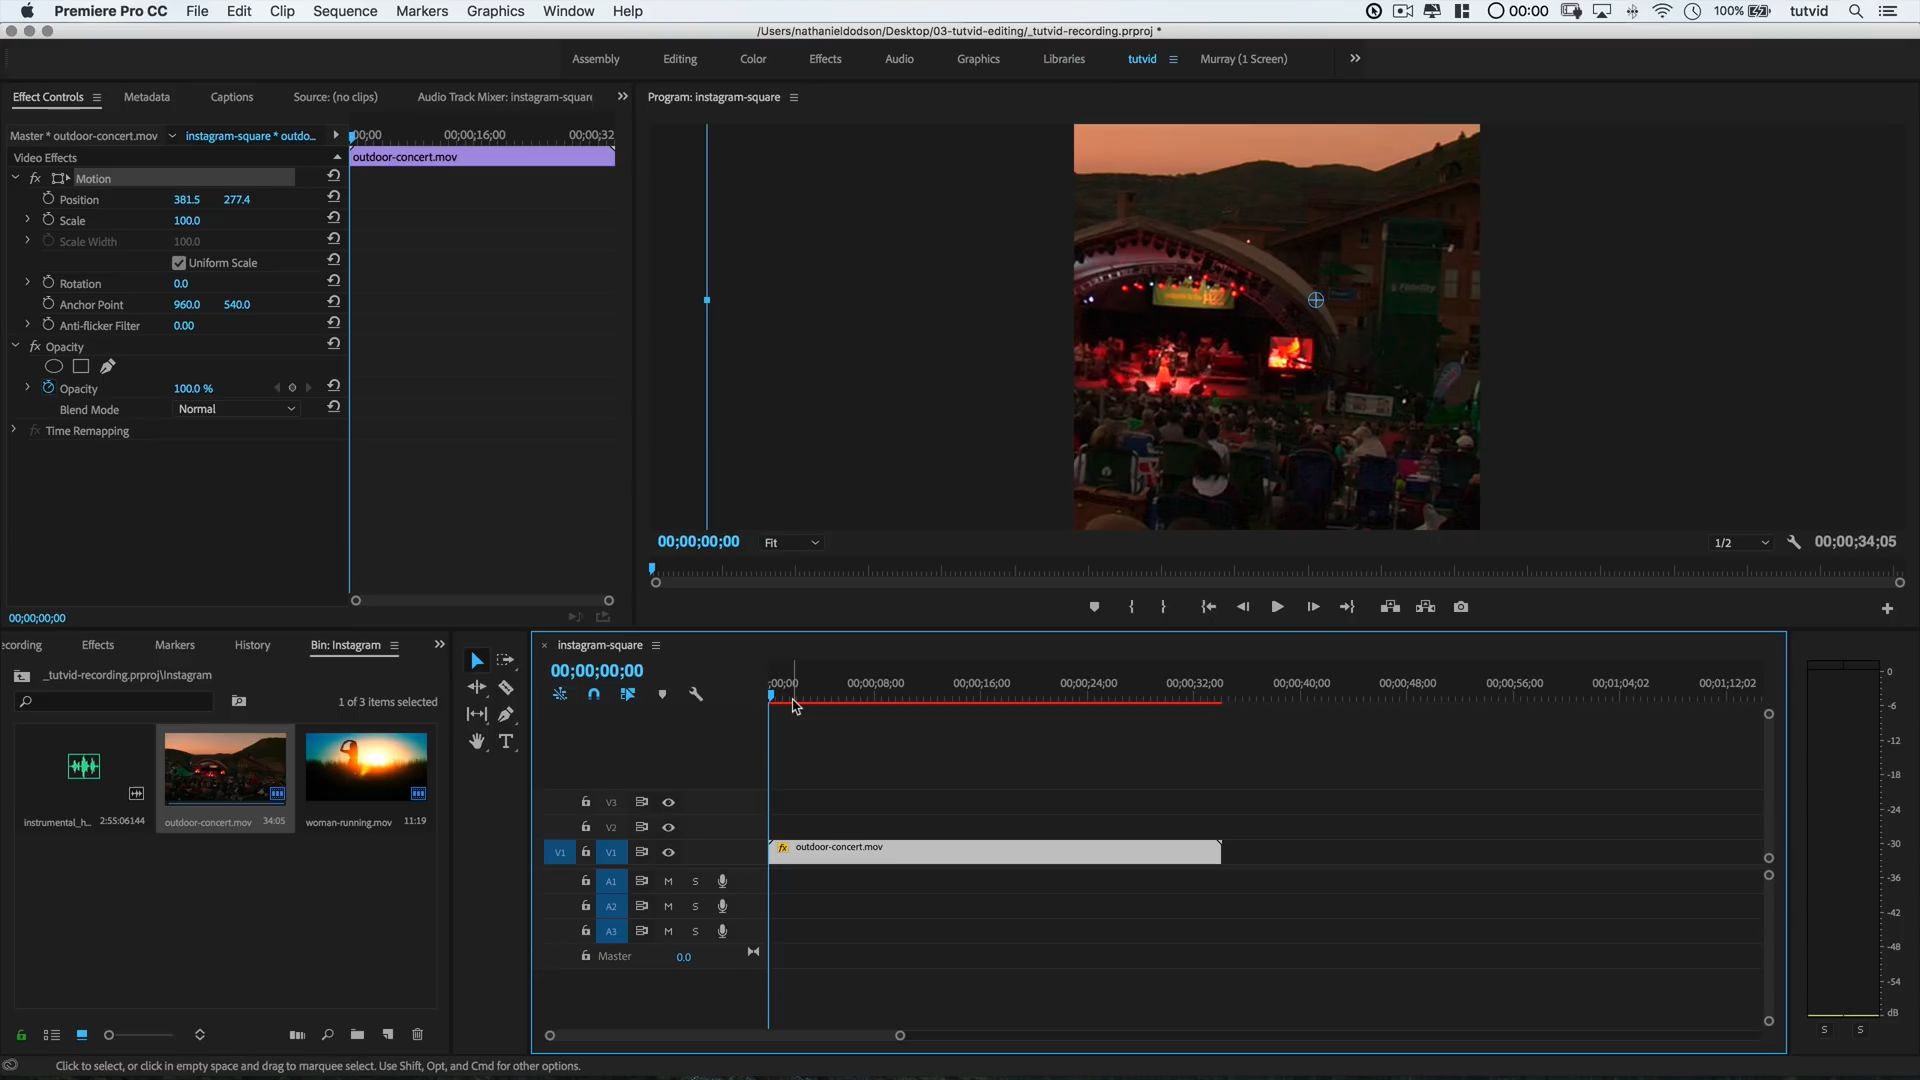 Premiere Pro CC File Edit Clip Sequence Markers Graphics Window Help 00:00 100% tutvid
/Users/nathanieldodson/Desktop/03-tutvid-editing/_tutvid-recording.prproj *
Assembly Editing Color Effects Audio Graphics Libraries tutvid Murray (1 Screen)
Effect Controls Metadata Captions Source: (no clips) Audio Track Mixer: instagram-square
Program: instagram-square
Master * outdoor-concert.mov instagram-square * outdo...
;00;00 00;00;16;00 00;00;32
Video Effects
outdoor-concert.mov
fx Motion
Position 381.5 277.4
Scale 100.0
Scale Width 100.0
Uniform Scale
Rotation 0.0
Anchor Point 960.0 540.0
Anti-flicker Filter 0.00
fx Opacity
Opacity 100.0 %
Blend Mode Normal
fx Time Remapping
00;00;00;00
Fidelity
00;00;00;00 Fit 1/2 00;00;34;05
ecording Effects Markers History Bin: Instagram
_tutvid-recording.prproj\Instagram
1 of 3 items selected
instrumental_h... 2:55:06144
outdoor-concert.mov 34:05
woman-running.mov 11:19
T
instagram-square
00;00;00;00
;00;00 00;00;08;00 00;00;16;00 00;00;24;00 00;00;32;00 00;00;40;00 00;00;48;00 00;00;56;00 00;01;04;02 00;01;12;02
V3
V2
V1 V1 fx outdoor-concert.mov
A1 M S
A2 M S
A3 M S
Master 0.0
0
-6
-12
-18
-24
-30
-36
-42
-48
-54
dB
S S
Click to select, or click in empty space and drag to marquee select. Use Shift, Opt, and Cmd for other options.